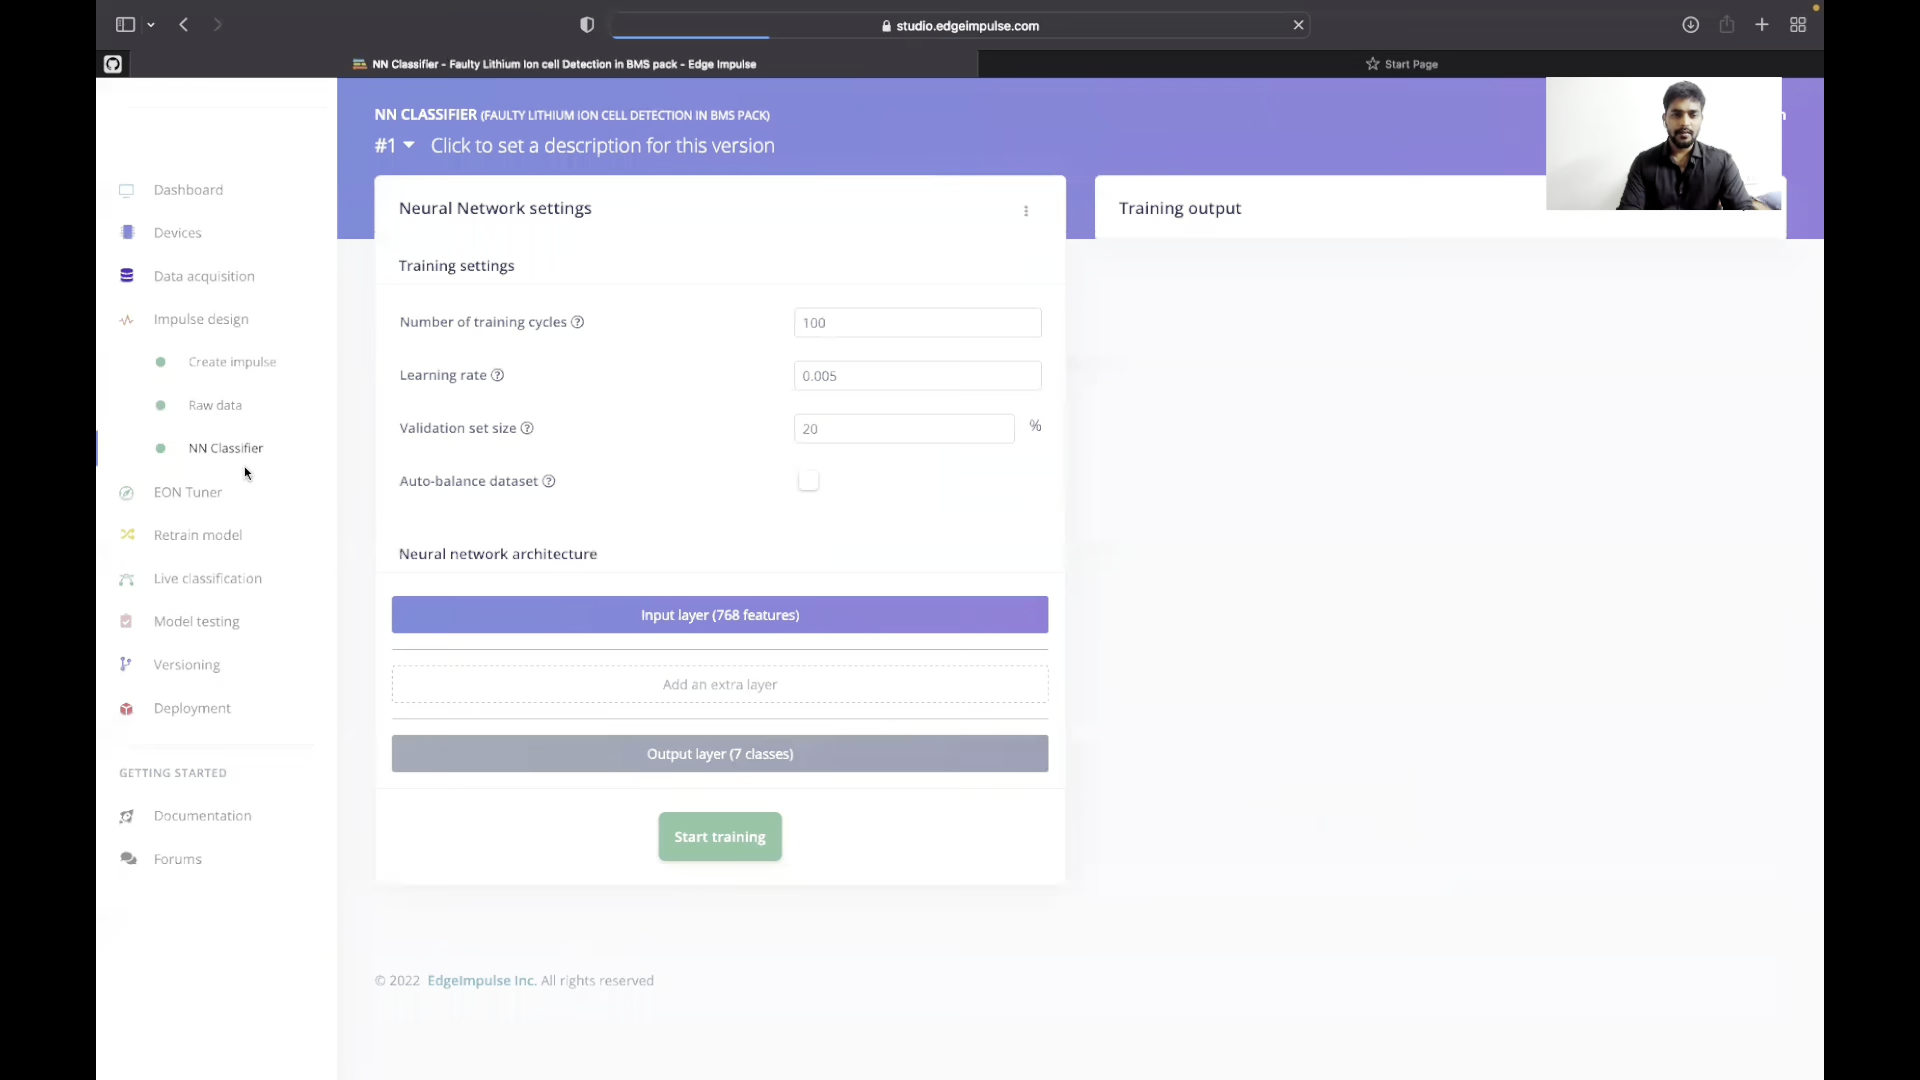 studio.edgeimpulse.com
NN Classifier - Faulty Lithium Ion cell Detection in BMS pack - Edge Impulse
Start Page
NN CLASSIFIER (FAULTY LITHIUM ION CELL DETECTION IN BMS PACK)
#1 Click to set a description for this version
Dashboard
Devices
Data acquisition
Impulse design
Create impulse
Raw data
NN Classifier
EON Tuner
Retrain model
Live classification
Model testing
Versioning
Deployment
GETTING STARTED
Documentation
Forums
Neural Network settings
Training settings
Number of training cycles ?
100
Learning rate ?
0.005
Validation set size ?
20 %
Auto-balance dataset ?
Neural network architecture
Input layer (768 features)
Add an extra layer
Output layer (7 classes)
Start training
Training output
© 2022 EdgeImpulse Inc. All rights reserved